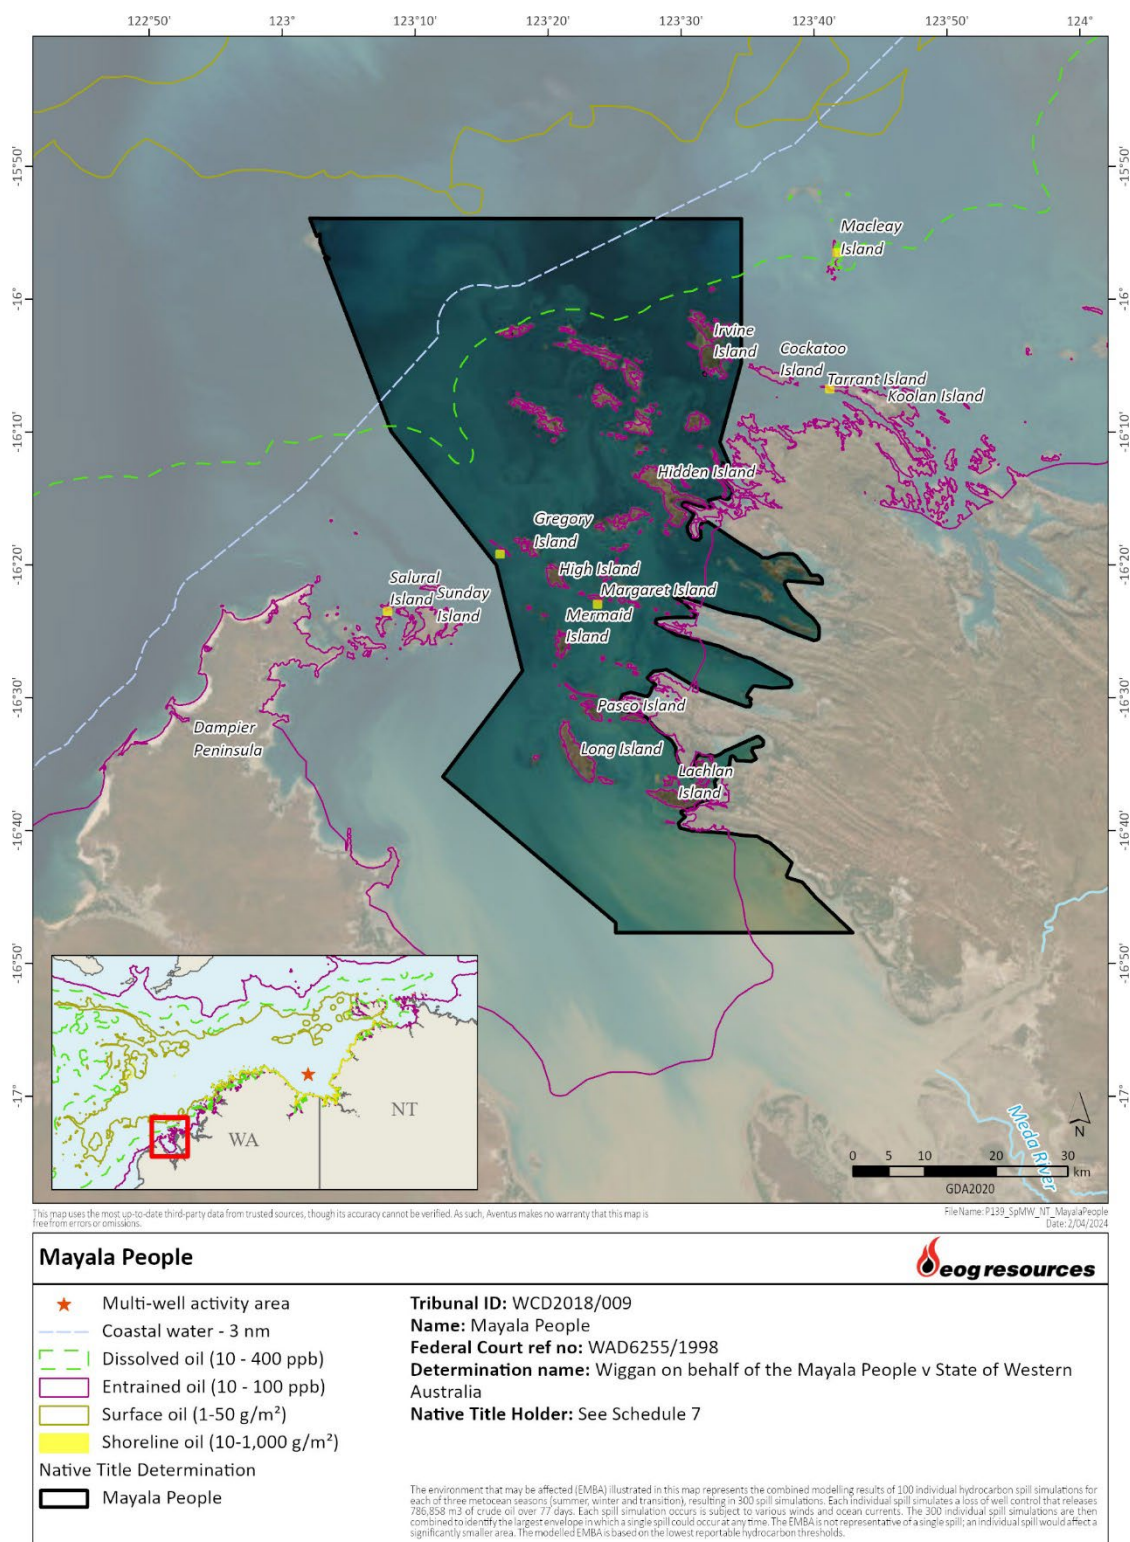 122°50'
123°
123°10'
123°20'
123°30'
123°40'
123°50'
124°
-15°50'
-15°50'
Macleay
Island
-16°
-16°
Irvine
Island
Cockatoo
Island
Tarrant Island
Koolan Island
-16°10'
-16°10'
Hidden Island
Gregory
Island
-16°20'
-16°20'
High Island
Salural
Island
Sunday
Island
Margaret Island
Mermaid
Island
-16°30'
-16°30'
Pasco Island
Dampier
Peninsula
Long Island
Lachlan
Island
-16°40'
-16°40'
-16°50'
-16°50'
-17°
-17°
WA
NT
Meda River
N
0 5 10 20 30
km
GDA2020
This map uses the most up-to-date third-party data from trusted sources, though its accuracy cannot be verified. As such, Aventus makes no warranty that this map is
free from errors or omissions.
File Name: P139_SpMW_NT_MayalaPeople
Date: 2/04/2024
Mayala People
eog resources
Multi-well activity area
Coastal water - 3 nm
Dissolved oil (10 - 400 ppb)
Entrained oil (10 - 100 ppb)
Surface oil (1-50 g/m²)
Shoreline oil (10-1,000 g/m²)
Native Title Determination
Mayala People
Tribunal ID: WCD2018/009
Name: Mayala People
Federal Court ref no: WAD6255/1998
Determination name: Wiggan on behalf of the Mayala People v State of Western
Australia
Native Title Holder: See Schedule 7
The environment that may be affected (EMBA) illustrated in this map represents the combined modelling results of 100 individual hydrocarbon spill simulations for
each of three metocean seasons (summer, winter and transition), resulting in 300 spill simulations. Each individual spill simulates a loss of well control that releases
786,858 m3 of crude oil over 77 days. Each spill simulation occurs is subject to various winds and ocean currents. The 300 individual spill simulations are then
combined to identify the largest envelope in which a single spill could occur at any time. The EMBA is not representative of a single spill; an individual spill would affect a
significantly smaller area. The modelled EMBA is based on the lowest reportable hydrocarbon thresholds.